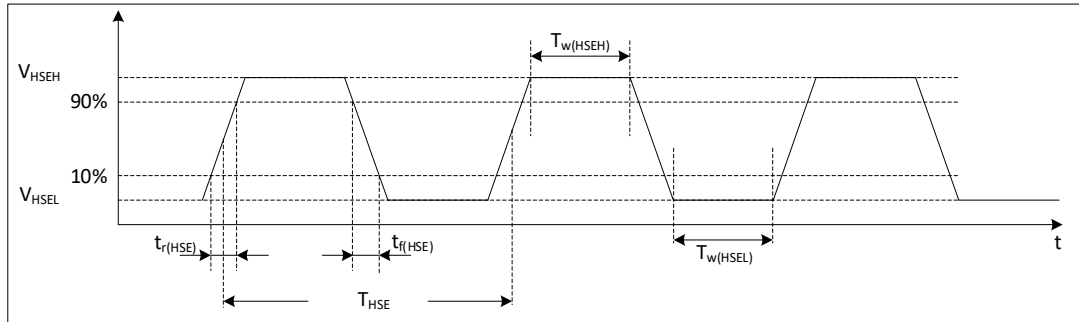 T_w(HSEH)
V_HSEH
90%
10%
V_HSEL
t_r(HSE)
t_f(HSE)
T_w(HSEL)
t
T_HSE